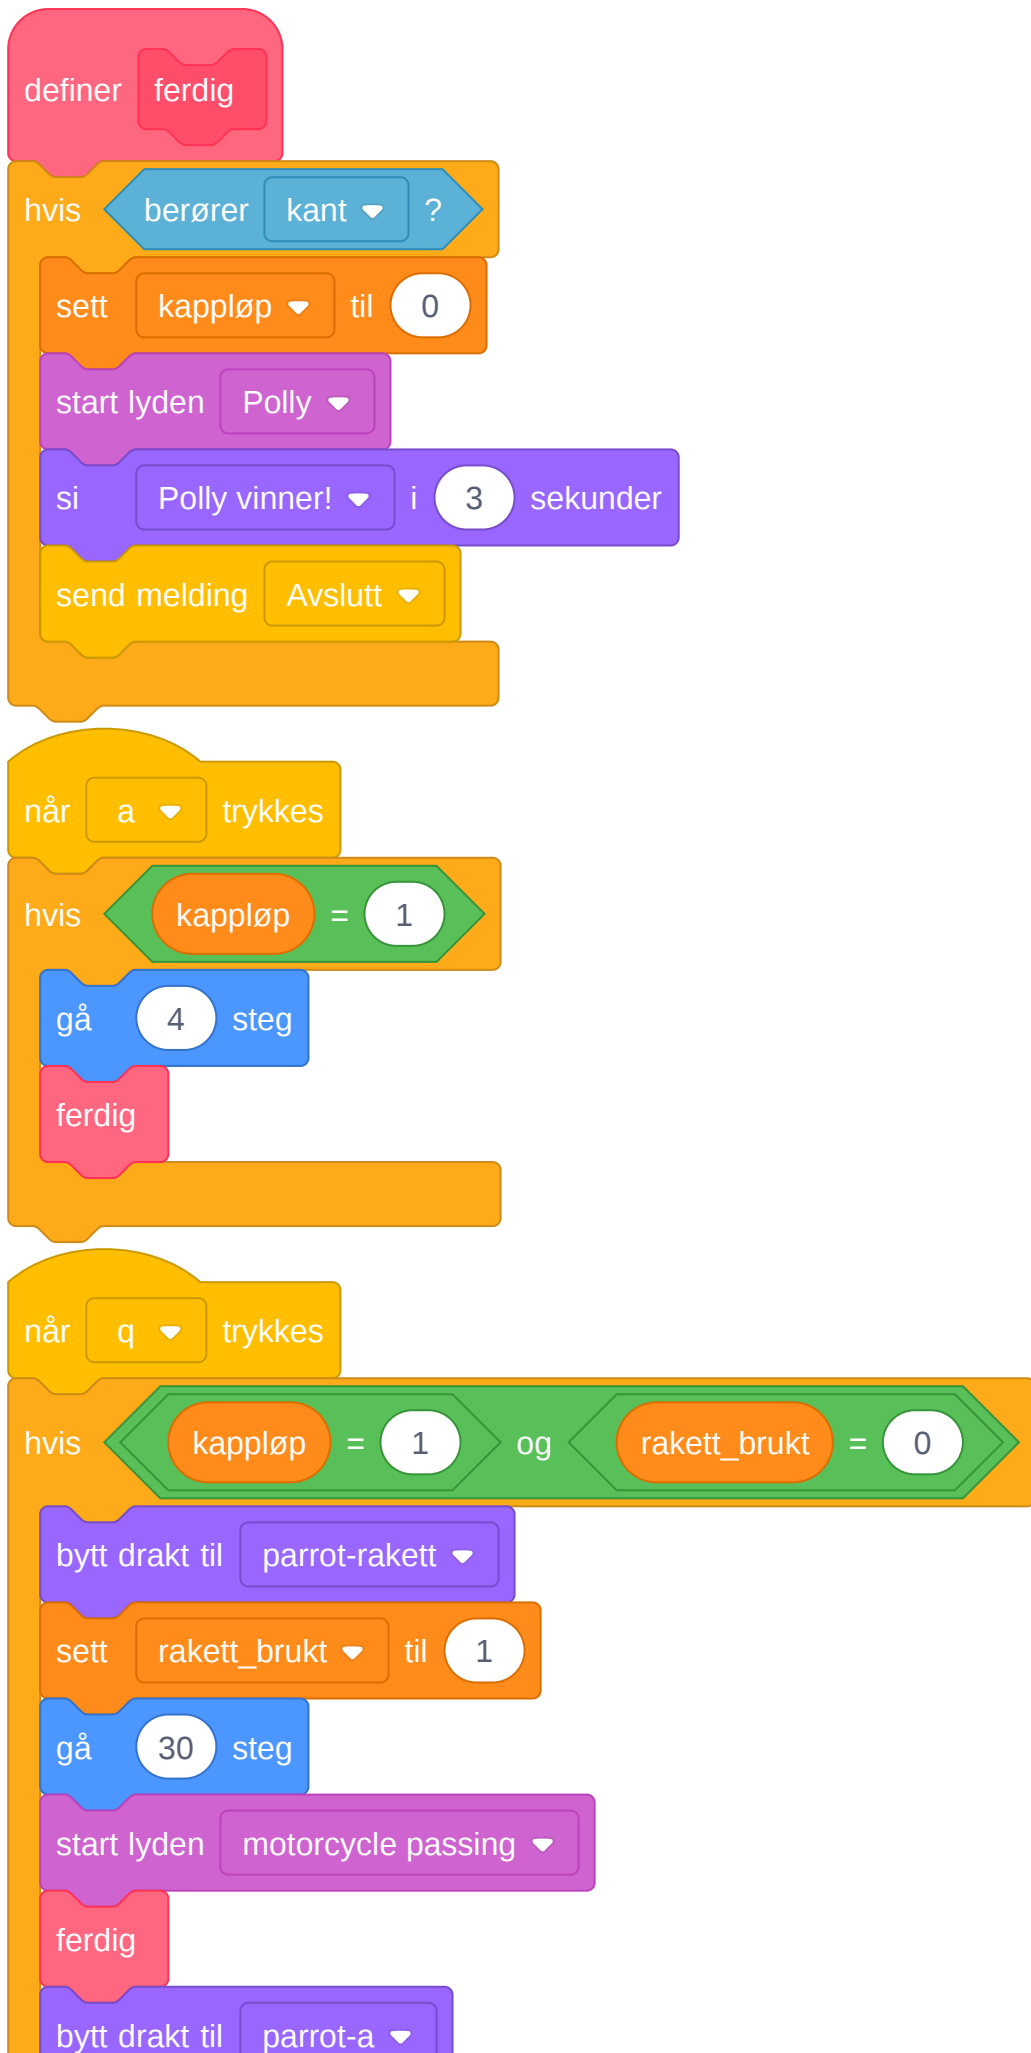 definer ferdig
hvis berører kant ?
sett kappløp til 0
start lyden Polly
si Polly vinner! i 3 sekunder
send melding Avslutt
når a trykkes
hvis kappløp = 1
gå 4 steg
ferdig
når q trykkes
hvis kappløp = 1 og rakett_brukt = 0
bytt drakt til parrot-rakett
sett rakett_brukt til 1
gå 30 steg
start lyden motorcycle passing
ferdig
bytt drakt til parrot-a